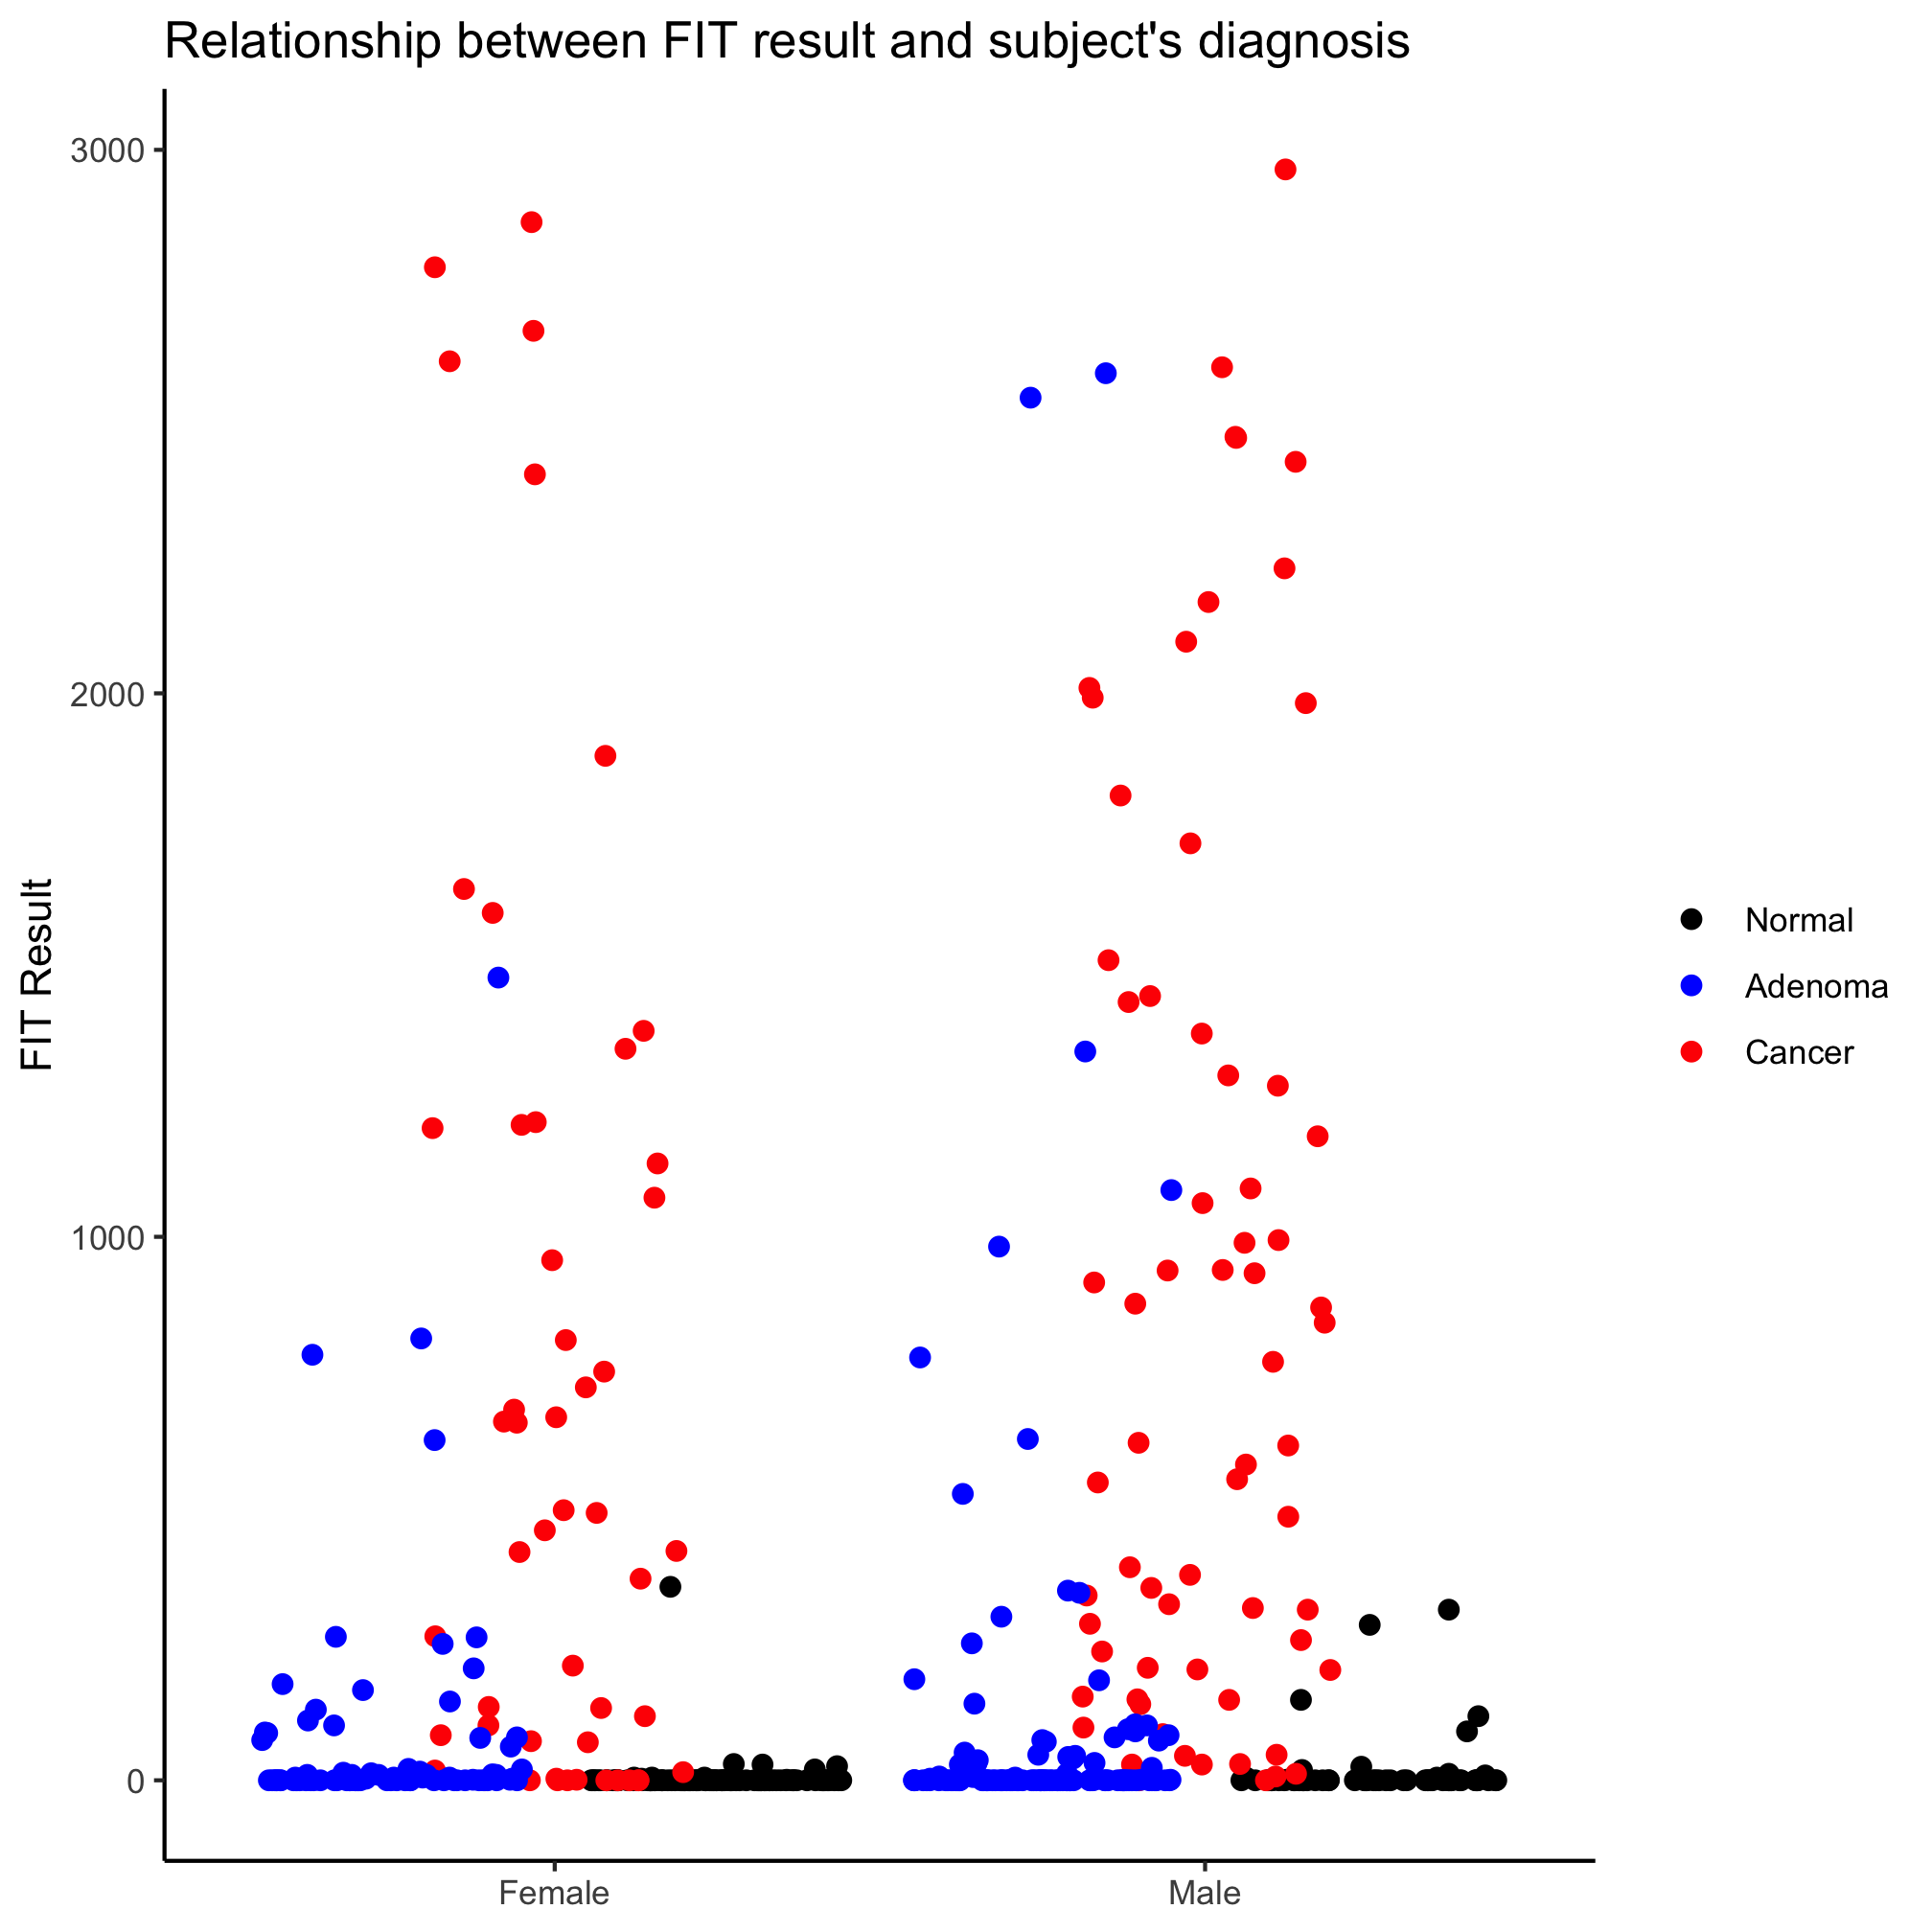 Relationship between FIT result and subject's diagnosis
3000
2000
1000
0
FIT Result
Female
Male
Normal
Adenoma
Cancer